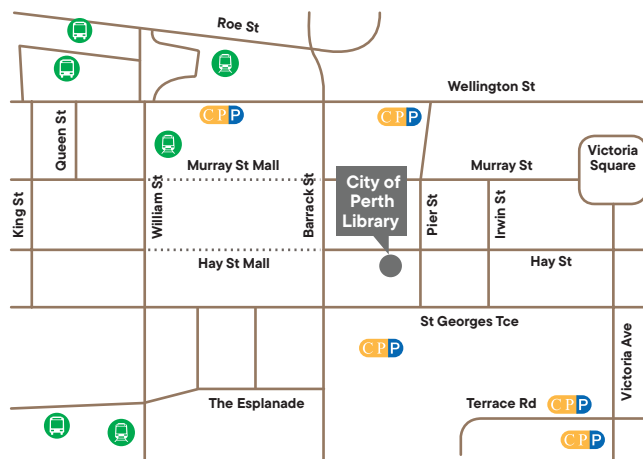 Roe St
Wellington St
CPP
CPP
Queen St
Murray St Mall
Murray St
Victoria
Square
City of
Perth
Library
King St
William St
Barrack St
Pier St
Irwin St
Hay St Mall
Hay St
St Georges Tce
CPP
Victoria Ave
The Esplanade
Terrace Rd
CPP
CPP